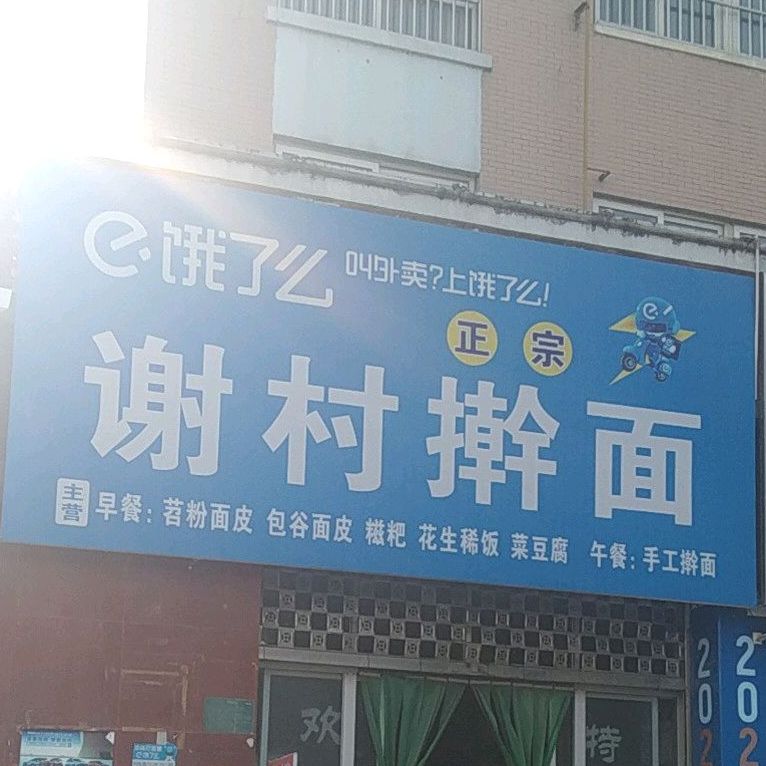 e 饿了么 叫外卖?上饿了么!
正宗
谢村擀面
主营 早餐: 苕粉面皮 包谷面皮 糍粑 花生稀饭 菜豆腐 午餐: 手工擀面
欢
待
202
202